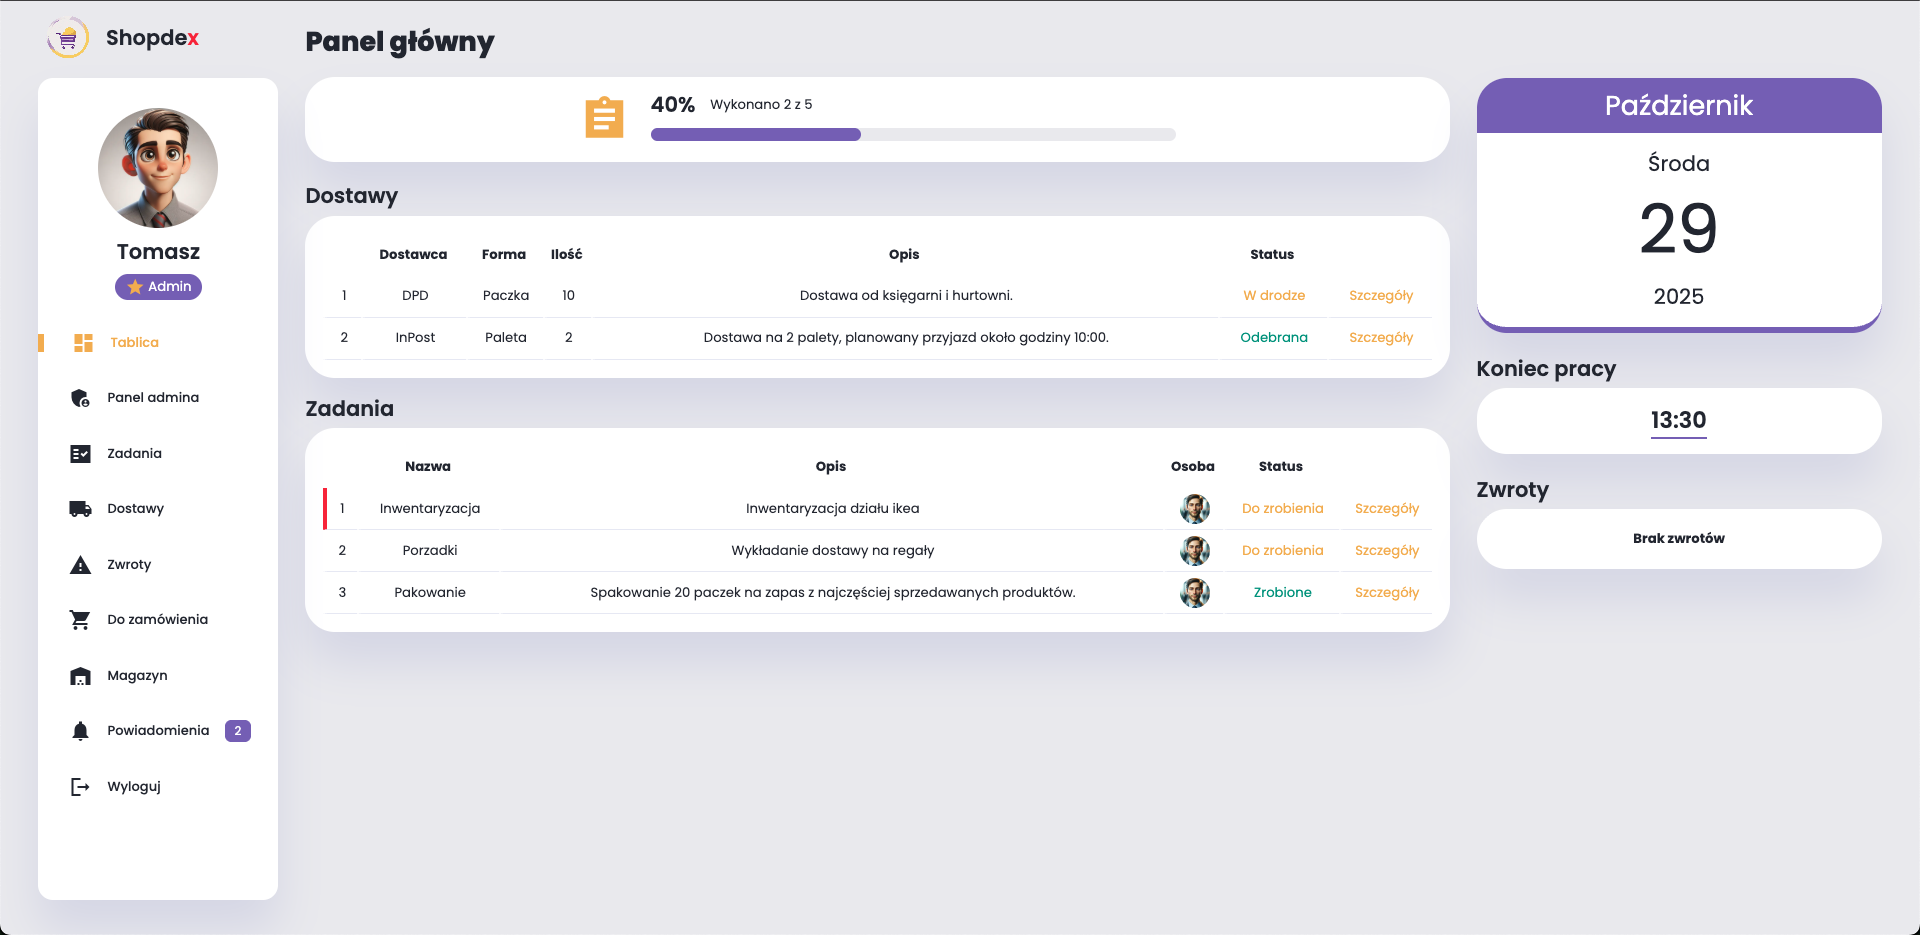 Shopdex
Tomasz
Admin
Tablica
Panel admina
Zadania
Dostawy
Zwroty
Do zamówienia
Magazyn
Powiadomienia 2
Wyloguj
Panel główny
40% Wykonano 2 z 5
Dostawy
Dostawca Forma Ilość Opis Status
1 DPD Paczka 10 Dostawa od księgarni i hurtowni. W drodze Szczegóły
2 InPost Paleta 2 Dostawa na 2 palety, planowany przyjazd około godziny 10:00. Odebrana Szczegóły
Zadania
Nazwa Opis Osoba Status
1 Inwentaryzacja Inwentaryzacja działu ikea Do zrobienia Szczegóły
2 Porzadki Wykładanie dostawy na regały Do zrobienia Szczegóły
3 Pakowanie Spakowanie 20 paczek na zapas z najczęściej sprzedawanych produktów. Zrobione Szczegóły
Październik
Środa
29
2025
Koniec pracy
13:30
Zwroty
Brak zwrotów